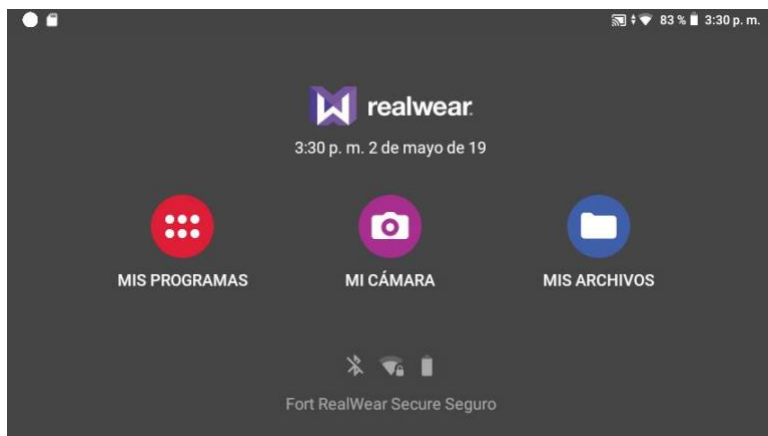 83 % 3:30 p. m.
realwear
3:30 p. m. 2 de mayo de 19
MIS PROGRAMAS
MI CÁMARA
MIS ARCHIVOS
Fort RealWear Secure Seguro